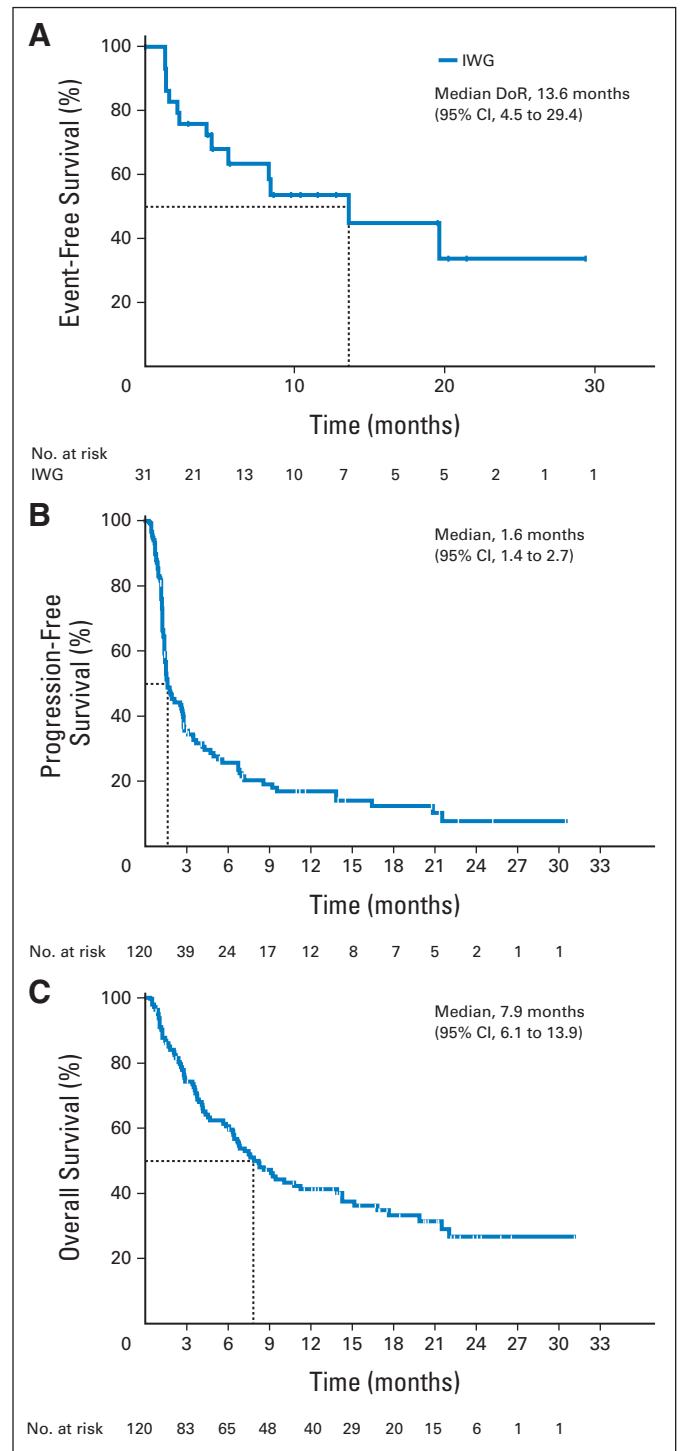 A
100
80
60
40
20
0
10
20
30
Event-Free Survival (%)
Time (months)
IWG
Median DoR, 13.6 months
(95% CI, 4.5 to 29.4)
No. at risk
IWG 31 21 13 10 7 5 5 2 1 1
B
100
80
60
40
20
0 3 6 9 12 15 18 21 24 27 30 33
Progression-Free
Survival (%)
Time (months)
Median, 1.6 months
(95% CI, 1.4 to 2.7)
No. at risk 120 39 24 17 12 8 7 5 2 1 1
C
100
80
60
40
20
0 3 6 9 12 15 18 21 24 27 30 33
Overall Survival (%)
Time (months)
Median, 7.9 months
(95% CI, 6.1 to 13.9)
No. at risk 120 83 65 48 40 29 20 15 6 1 1